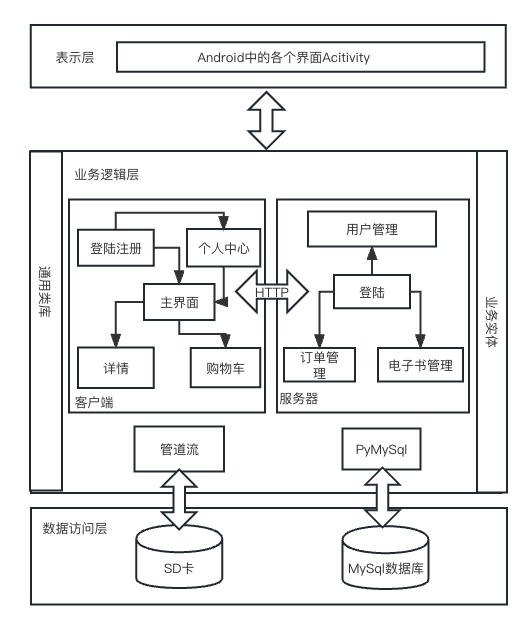 表示层
Android中的各个界面Acitivity
业务逻辑层
通用类库
业务实体
登陆注册
个人中心
主界面
详情
购物车
客户端
HTTP
用户管理
登陆
订单管
理
电子书管理
服务器
管道流
PyMySql
数据访问层
SD卡
MySql数据库